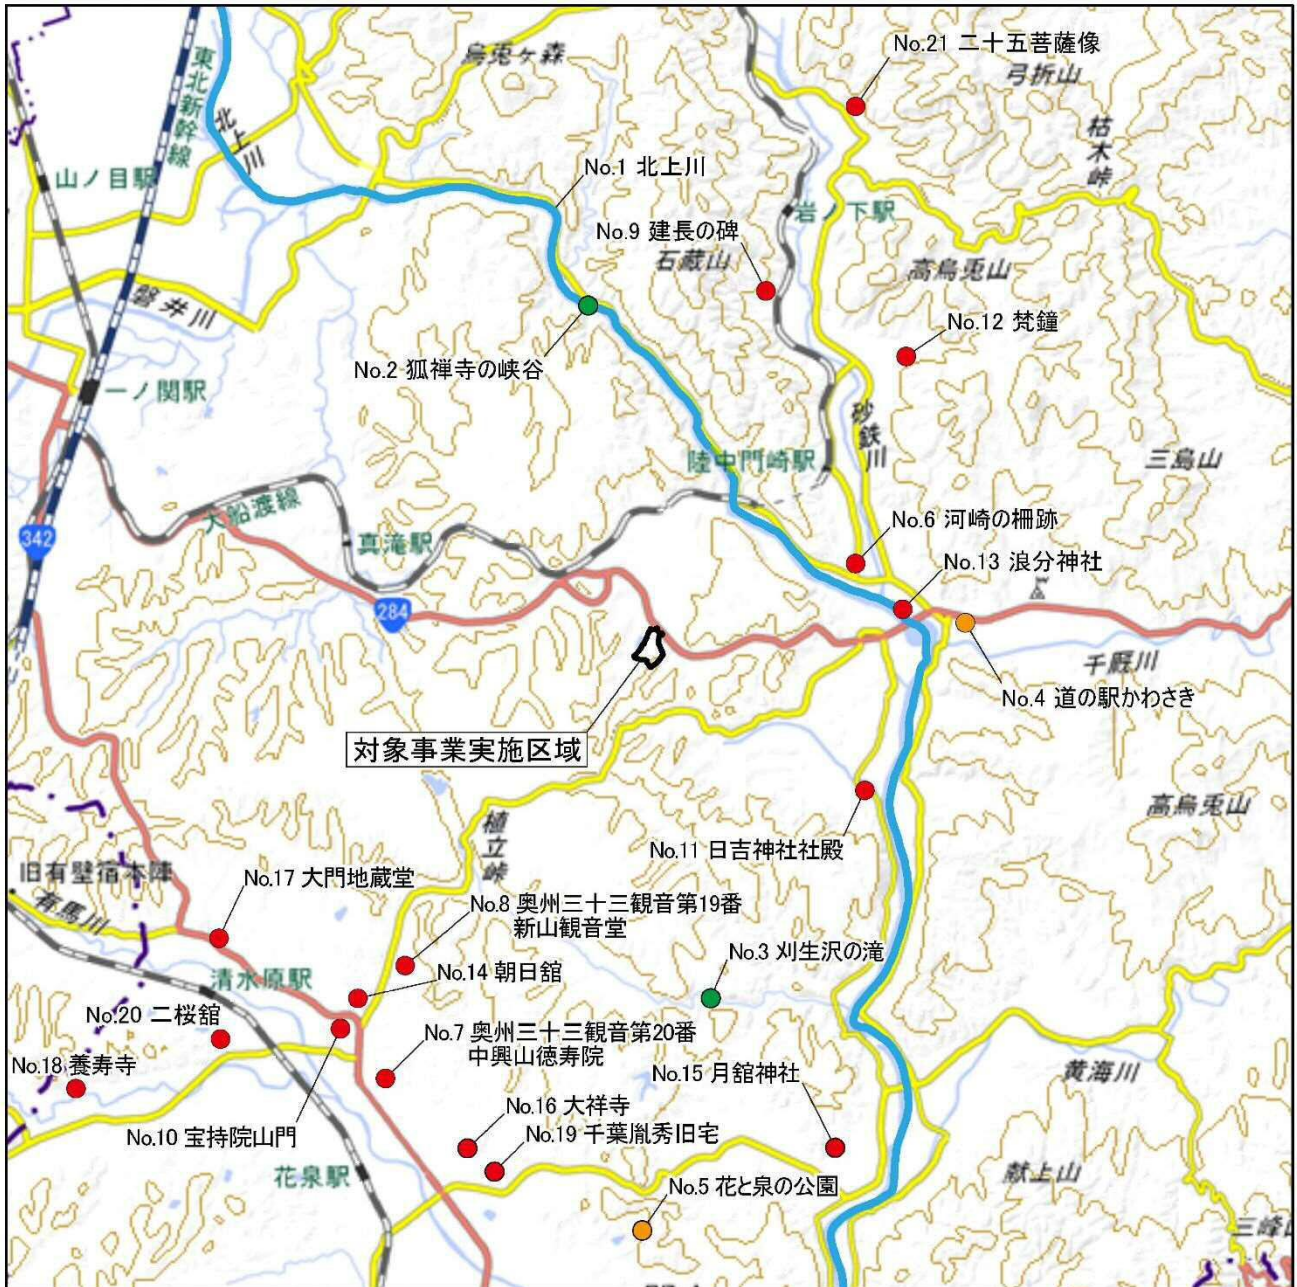 No.21 二十五菩薩像
烏兎ヶ森
弓折山
東北新幹線
北上川
枯木峠
No.1 北上川
山ノ目駅
岩ノ下駅
No.9 建長の碑
石蔵山
高烏兎山
磐井川
No.12 梵鐘
No.2 狐禅寺の峡谷
一ノ関駅
砂鉄川
陸中門崎駅
三島山
大船渡線
No.6 河崎の柵跡
342
真滝駅
No.13 浪分神社
284
千厩川
No.4 道の駅かわさき
対象事業実施区域
高烏兎山
植立峠
No.11 日吉神社社殿
旧有壁宿本陣
No.17 大門地蔵堂
No.8 奥州三十三観音第19番
新山観音堂
有馬川
No.3 刈生沢の滝
清水原駅
No.14 朝日舘
No.20 二桜舘
No.7 奥州三十三観音第20番
中興山徳寿院
No.18 養寿寺
No.15 月舘神社
黄海川
No.16 大祥寺
No.10 宝持院山門
No.19 千葉胤秀旧宅
花泉駅
献上山
No.5 花と泉の公園
三峰山